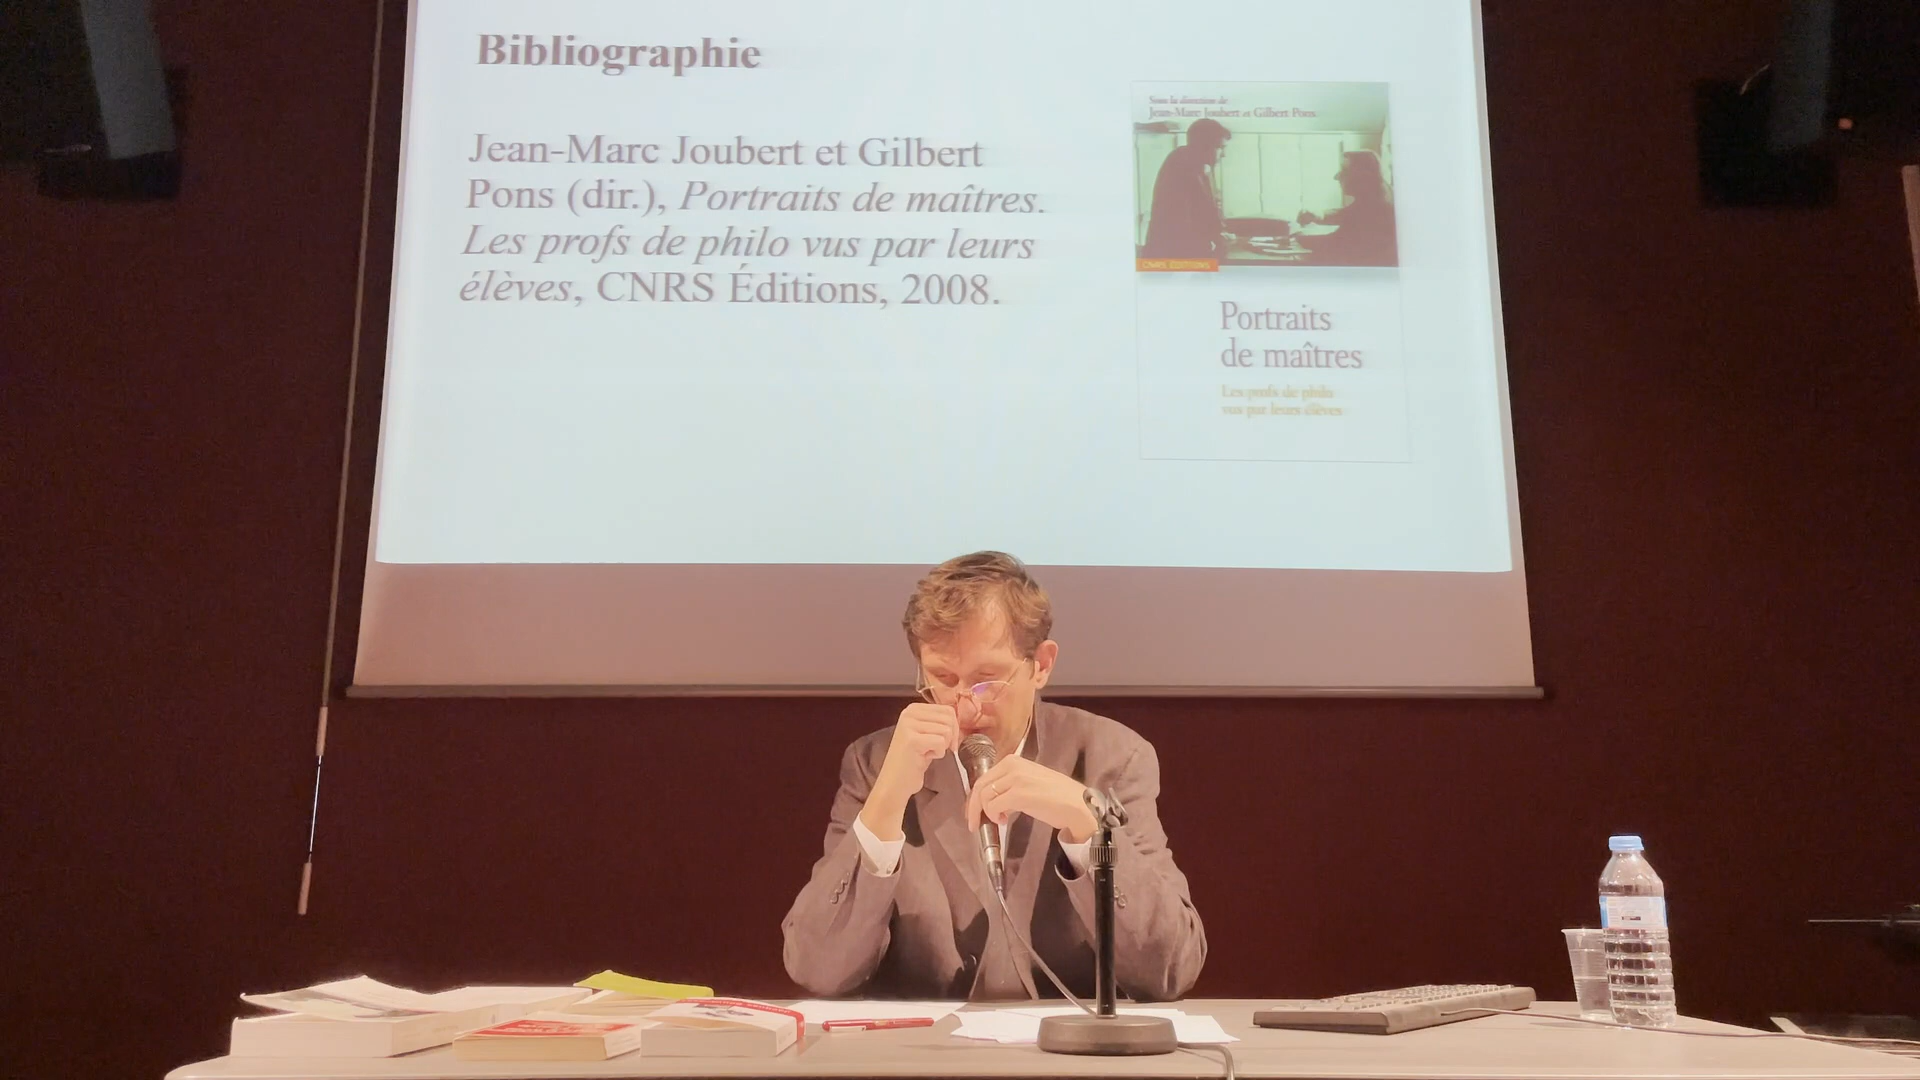 Bibliographie
Jean-Marc Joubert et Gilbert
Pons (dir.), Portraits de maîtres.
Les profs de philo vus par leurs
élèves, CNRS Éditions, 2008.
Sous la direction de
Jean-Marc Joubert et Gilbert Pons
CNRS EDITIONS
Portraits
de maîtres
Les profs de philo
vus par leurs élèves